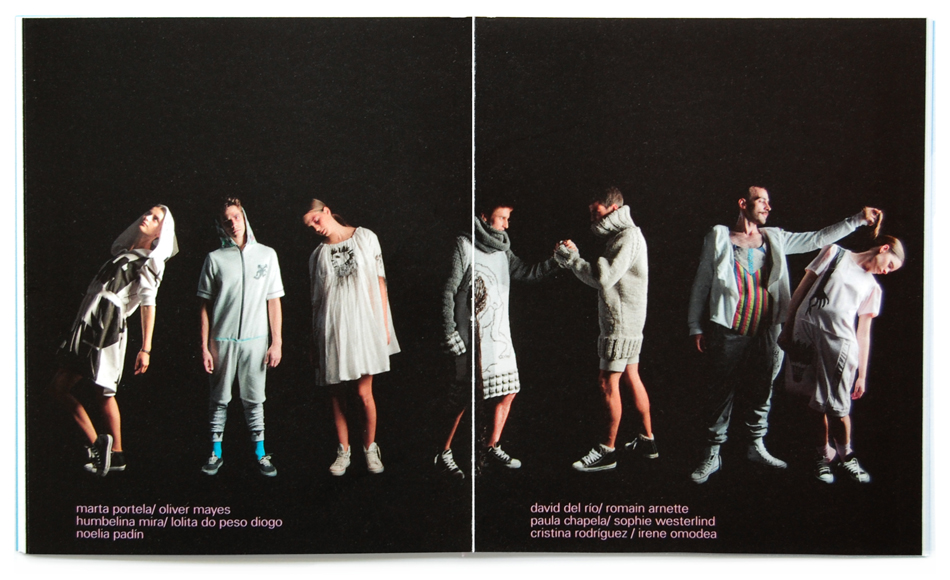 marta portela/ oliver mayes
humbelina mira/ lolita do peso diogo
noelia padín
david del río/ romain arnette
paula chapela/ sophie westerlind
cristina rodríguez / irene omodea